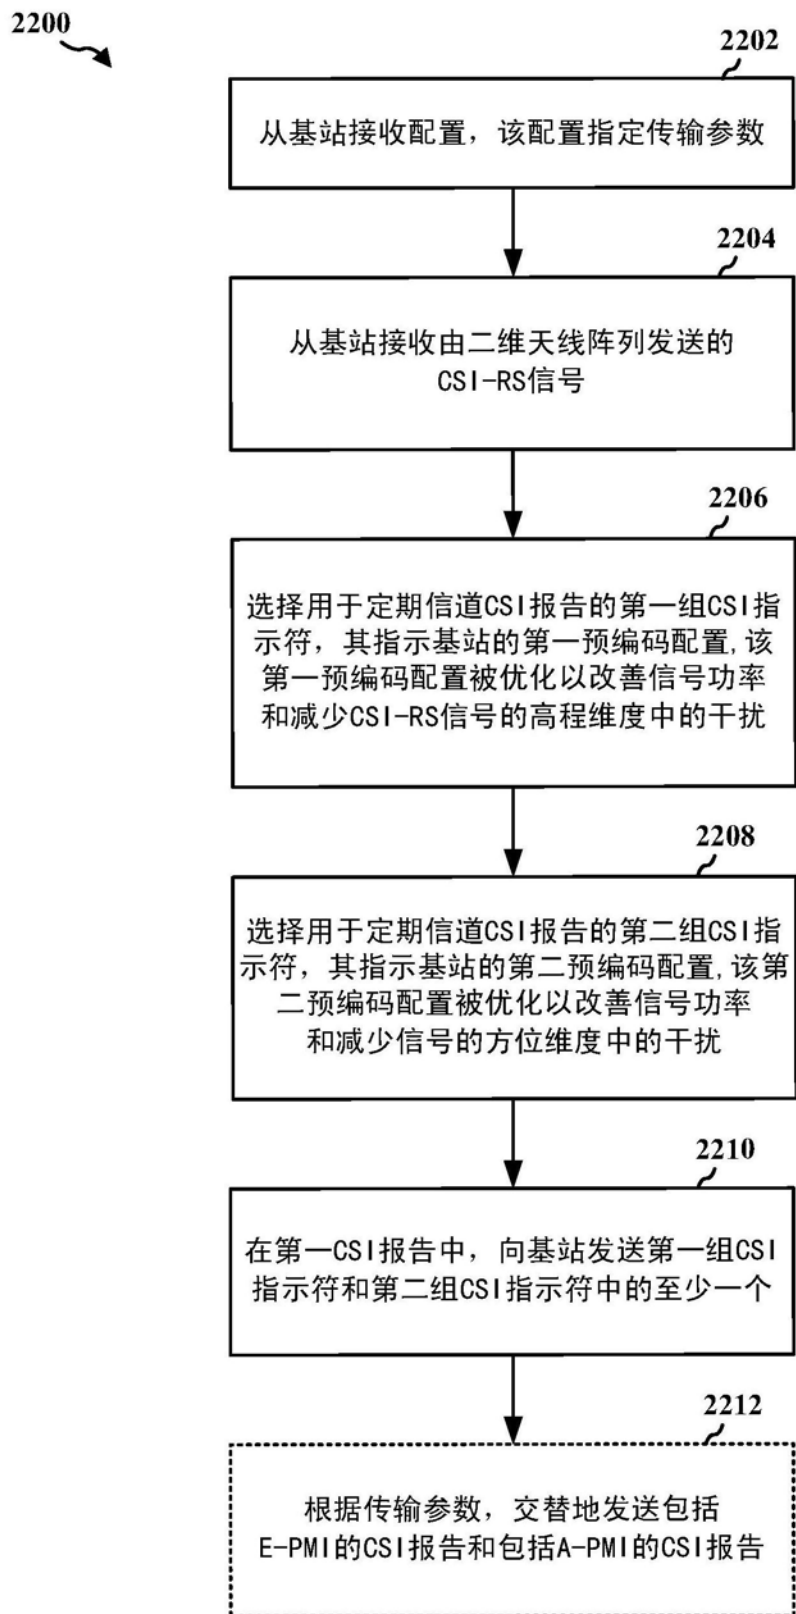 2200
2202
从基站接收配置，该配置指定传输参数
2204
从基站接收由二维天线阵列发送的
CSI-RS信号
2206
选择用于定期信道CSI报告的第一组CSI指
示符，其指示基站的第一预编码配置,该
第一预编码配置被优化以改善信号功率
和减少CSI-RS信号的高程维度中的干扰
2208
选择用于定期信道CSI报告的第二组CSI指
示符，其指示基站的第二预编码配置,该第
二预编码配置被优化以改善信号功率
和减少信号的方位维度中的干扰
2210
在第一CSI报告中，向基站发送第一组CSI
指示符和第二组CSI指示符中的至少一个
2212
根据传输参数，交替地发送包括
E-PMI的CSI报告和包括A-PMI的CSI报告